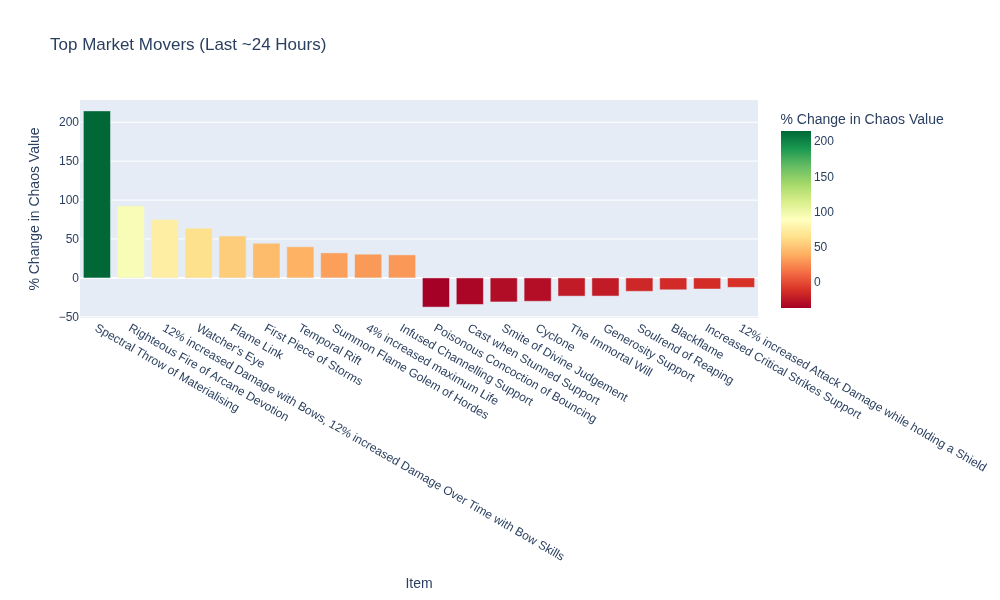 Top Market Movers (Last ~24 Hours)
% Change in Chaos Value
200
150
100
50
0
−50
Spectral Throw of Materialising
Righteous Fire of Arcane Devotion
12% increased Damage with Bows, 12% increased Damage Over Time with Bow Skills
Watcher's Eye
Flame Link
First Piece of Storms
Temporal Rift
Summon Flame Golem of Hordes
4% increased maximum Life
Infused Channelling Support
Poisonous Concoction of Bouncing
Cast when Stunned Support
Smite of Divine Judgement
Cyclone
The Immortal Will
Generosity Support
Soulrend of Reaping
Blackflame
Increased Critical Strikes Support
12% increased Attack Damage while holding a Shield
Item
% Change in Chaos Value
200
150
100
50
0